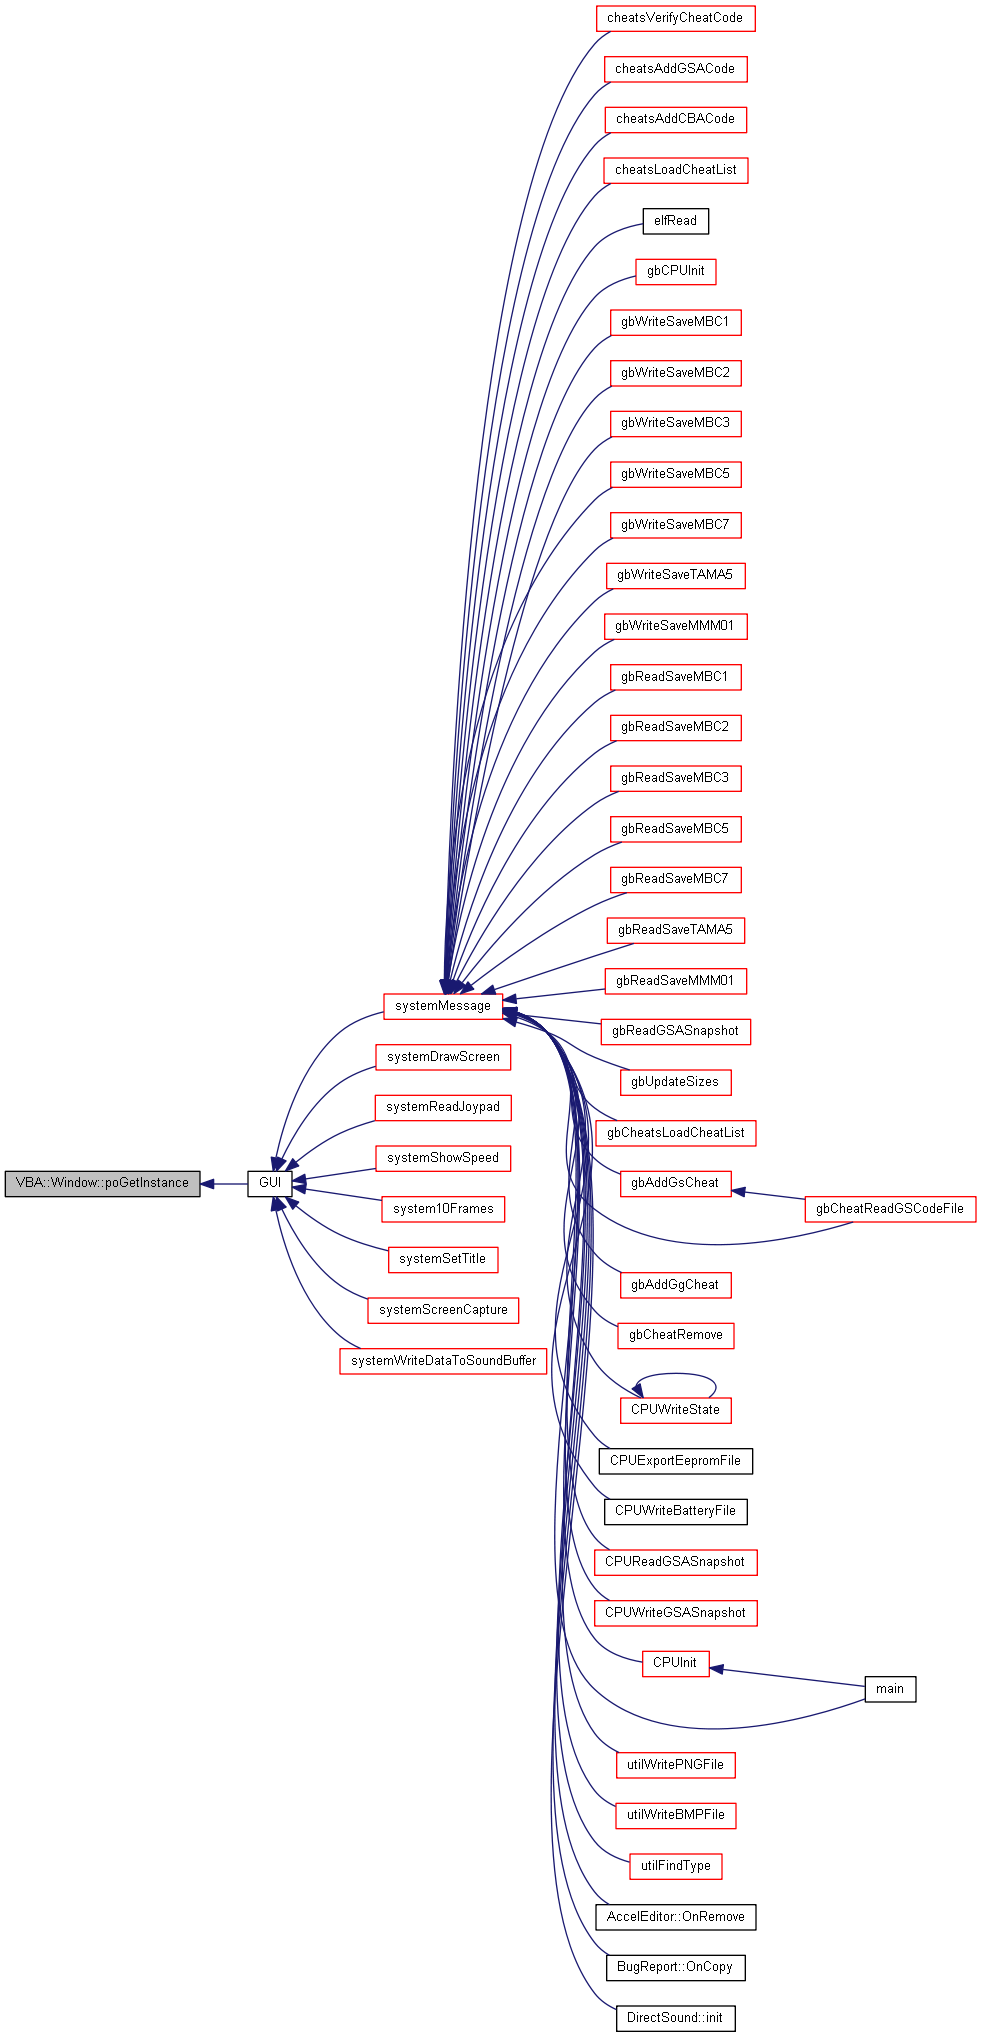 cheatsVerifyCheatCode
cheatsAddGSACode
cheatsAddCBACode
cheatsLoadCheatList
elfRead
gbCPUInit
gbWriteSaveMBC1
gbWriteSaveMBC2
gbWriteSaveMBC3
gbWriteSaveMBC5
gbWriteSaveMBC7
gbWriteSaveTAMA5
gbWriteSaveMMM01
gbReadSaveMBC1
gbReadSaveMBC2
gbReadSaveMBC3
gbReadSaveMBC5
gbReadSaveMBC7
gbReadSaveTAMA5
gbReadSaveMMM01
systemMessage
gbReadGSASnapshot
systemDrawScreen
gbUpdateSizes
systemReadJoypad
gbCheatsLoadCheatList
systemShowSpeed
VBA::Window::poGetInstance
GUI
gbAddGsCheat
system10Frames
gbCheatReadGSCodeFile
systemSetTitle
gbAddGgCheat
systemScreenCapture
gbCheatRemove
systemWriteDataToSoundBuffer
CPUWriteState
CPUExportEepromFile
CPUWriteBatteryFile
CPUReadGSASnapshot
CPUWriteGSASnapshot
CPUInit
main
utilWritePNGFile
utilWriteBMPFile
utilFindType
AccelEditor::OnRemove
BugReport::OnCopy
DirectSound::init